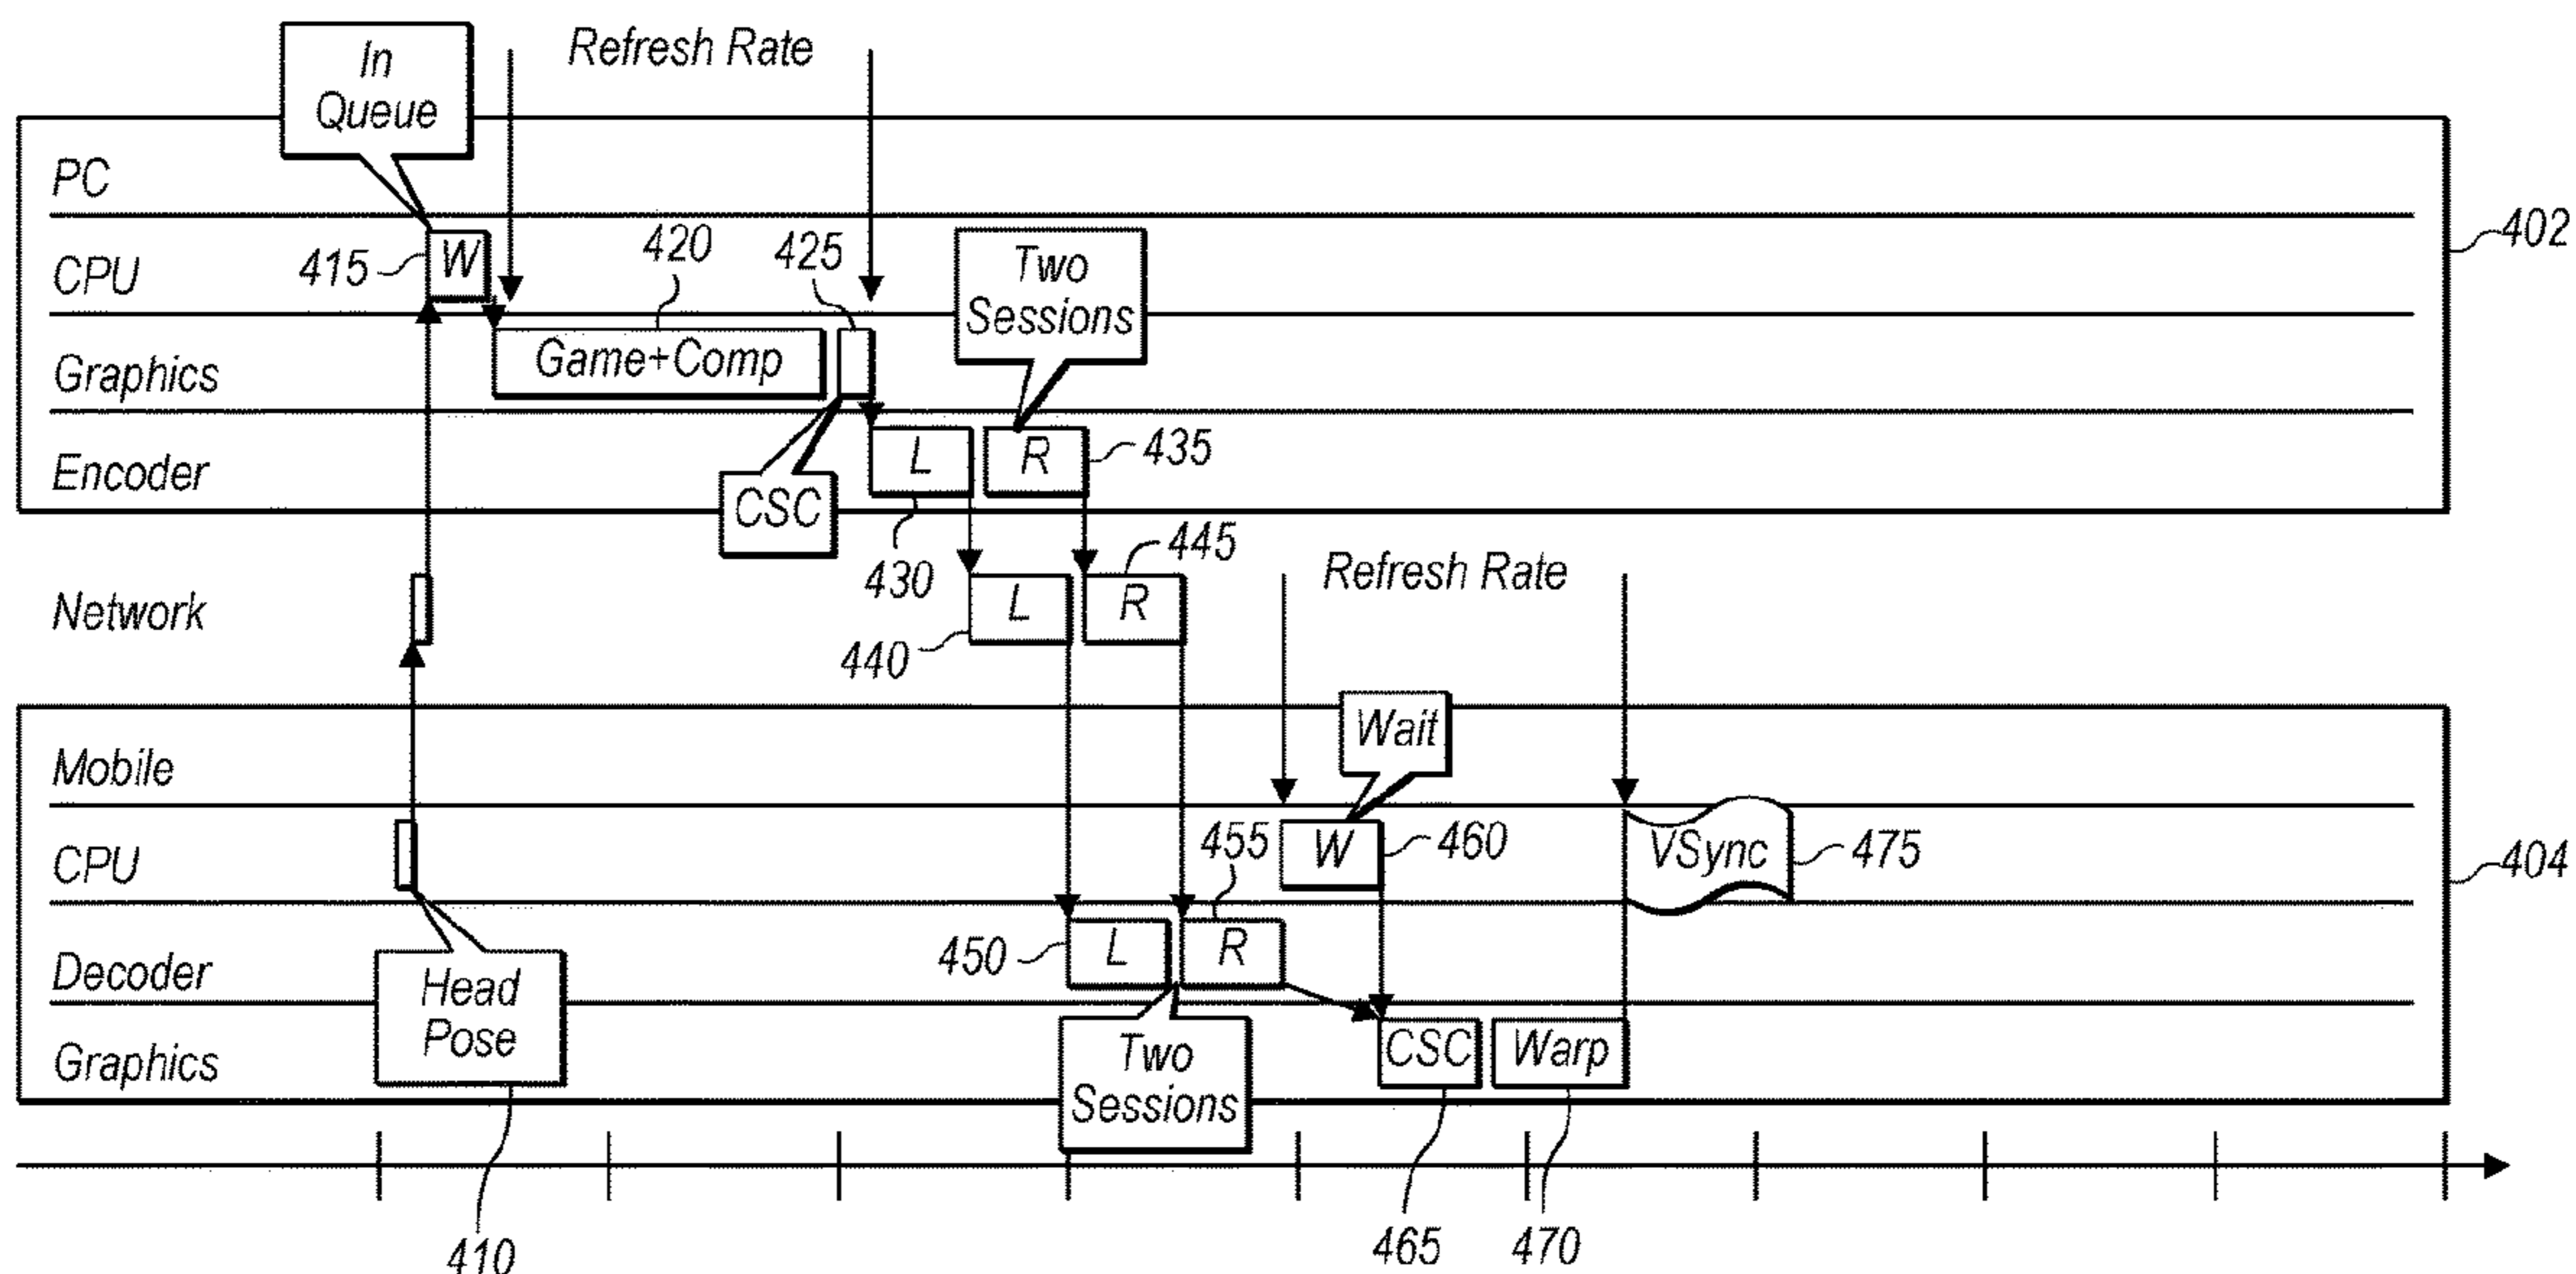 In
Queue
Refresh Rate
PC
402
CPU
415
W
420
425
Two
Sessions
Graphics
Game+Comp
Encoder
L
R
435
CSC
430
445
Refresh Rate
Network
L
R
440
Wait
Mobile
CPU
455
W
460
VSync
475
404
Decoder
450
L
R
Head
Pose
Graphics
Two
Sessions
CSC
Warp
410
465
470